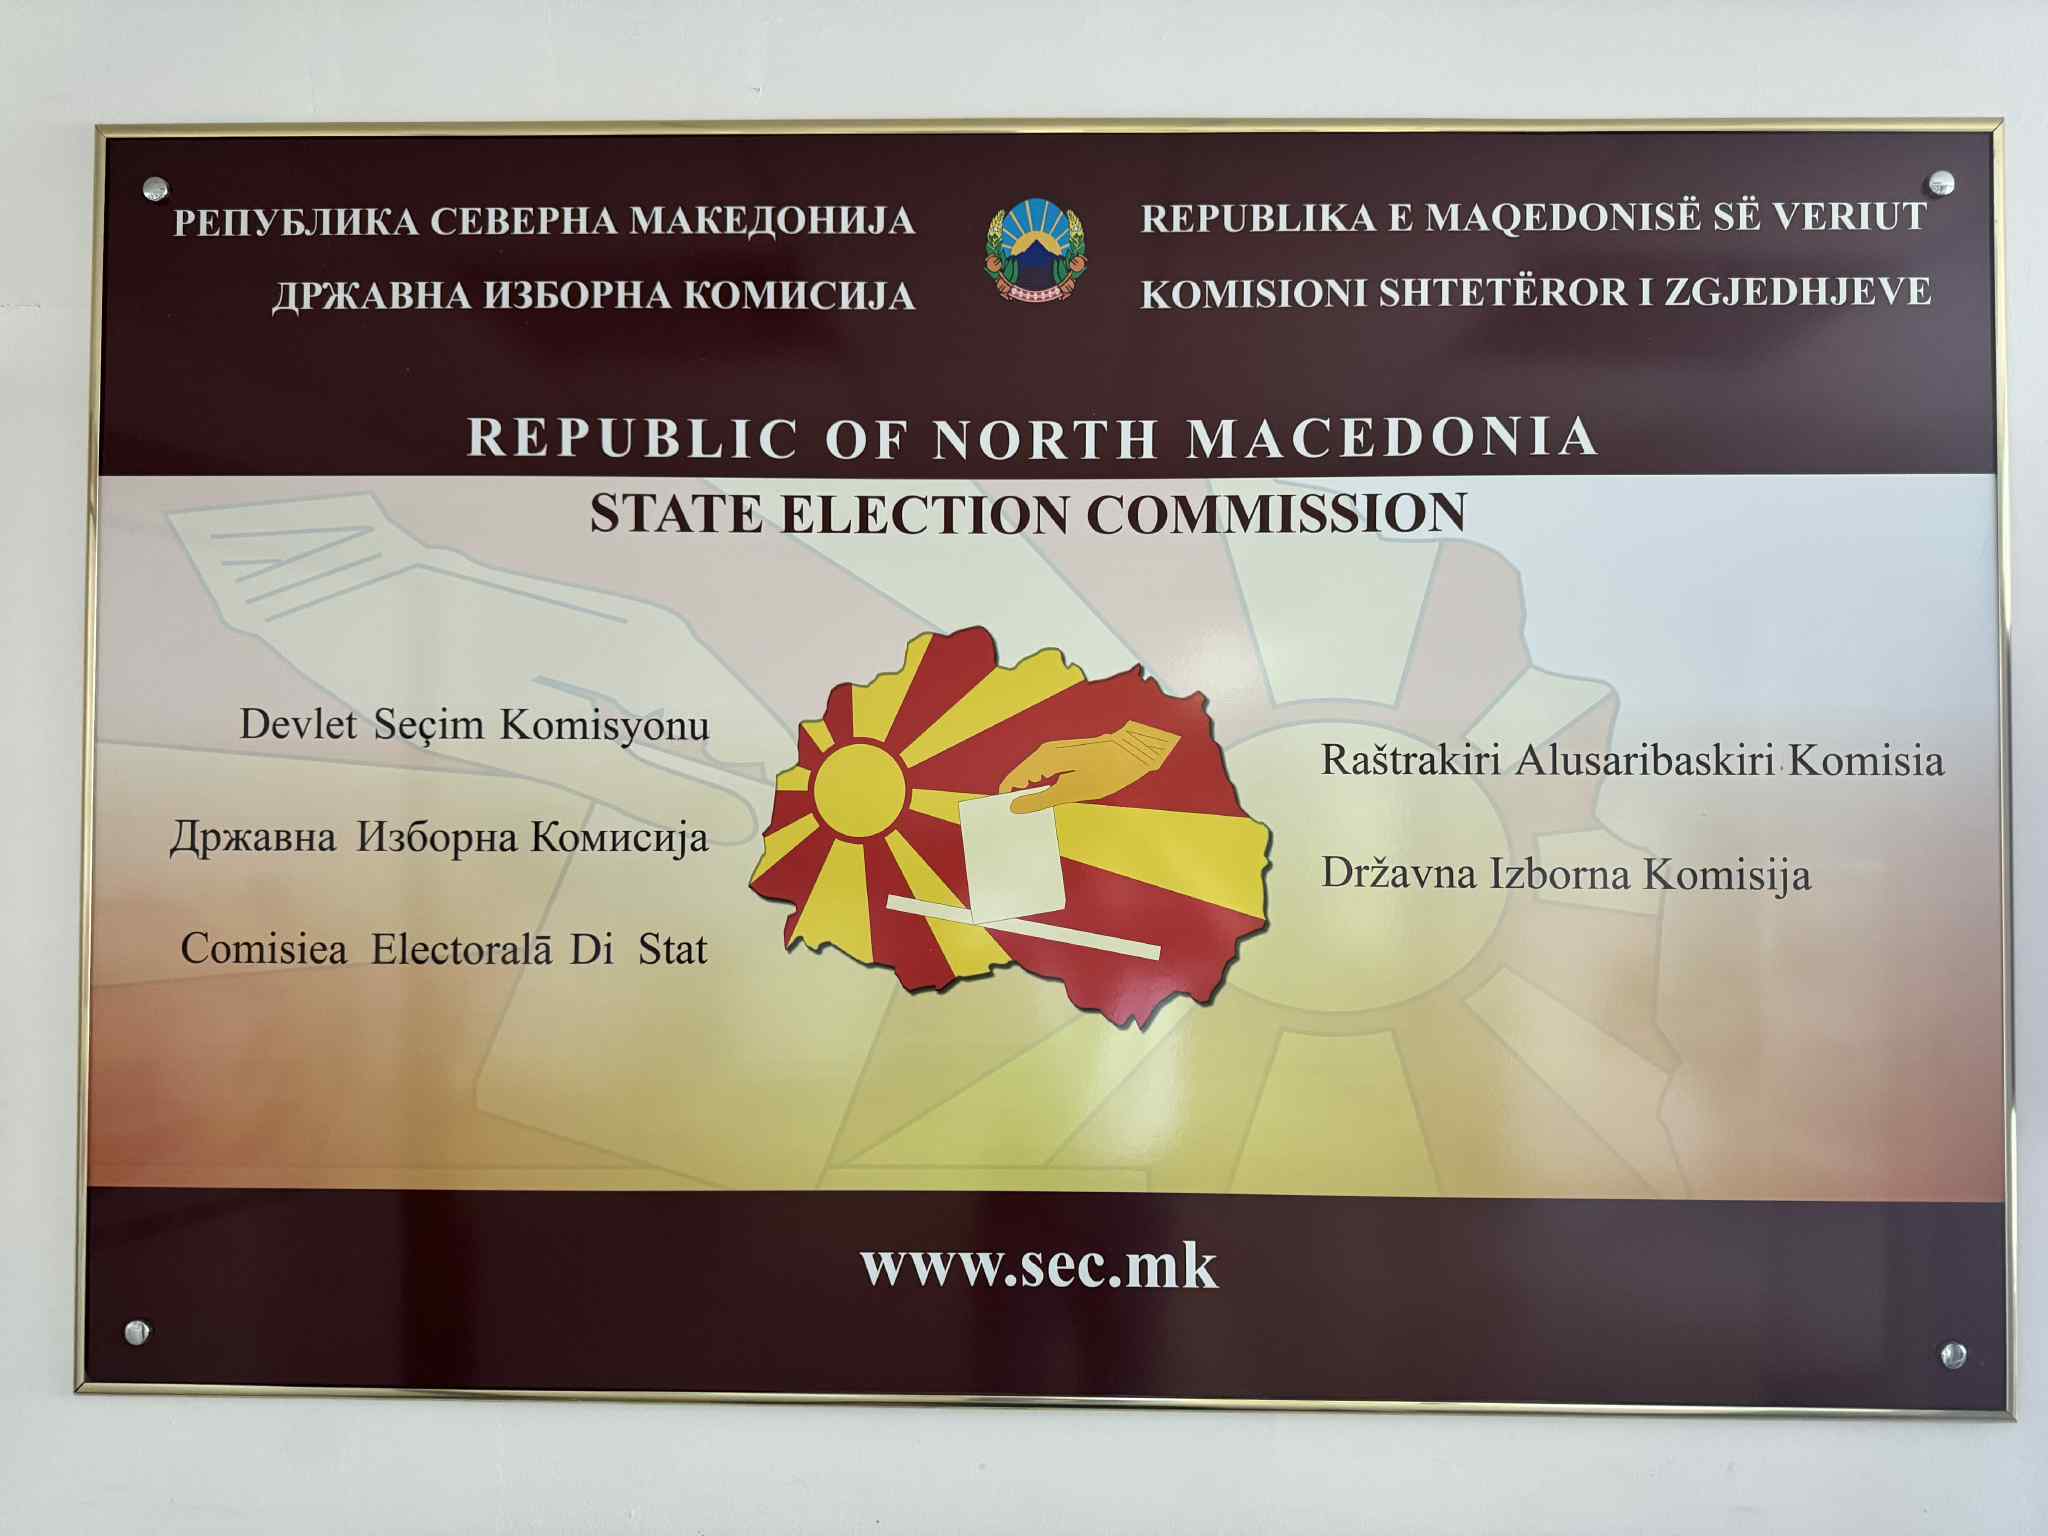 РЕПУБЛИКА СЕВЕРНА МАКЕДОНИЈА
ДРЖАВНА ИЗБОРНА КОМИСИЈА
REPUBLIKA E MAQEDONISË SË VERIUT
KOMISIONI SHTETËROR I ZGJEDHJEVE
REPUBLIC OF NORTH MACEDONIA
STATE ELECTION COMMISSION
Devlet Seçim Komisyonu
Државна Изборна Комисија
Comisiea Electoralā Di Stat
Raštrakiri Alusaribaskiri Komisia
Državna Izborna Komisija
www.sec.mk